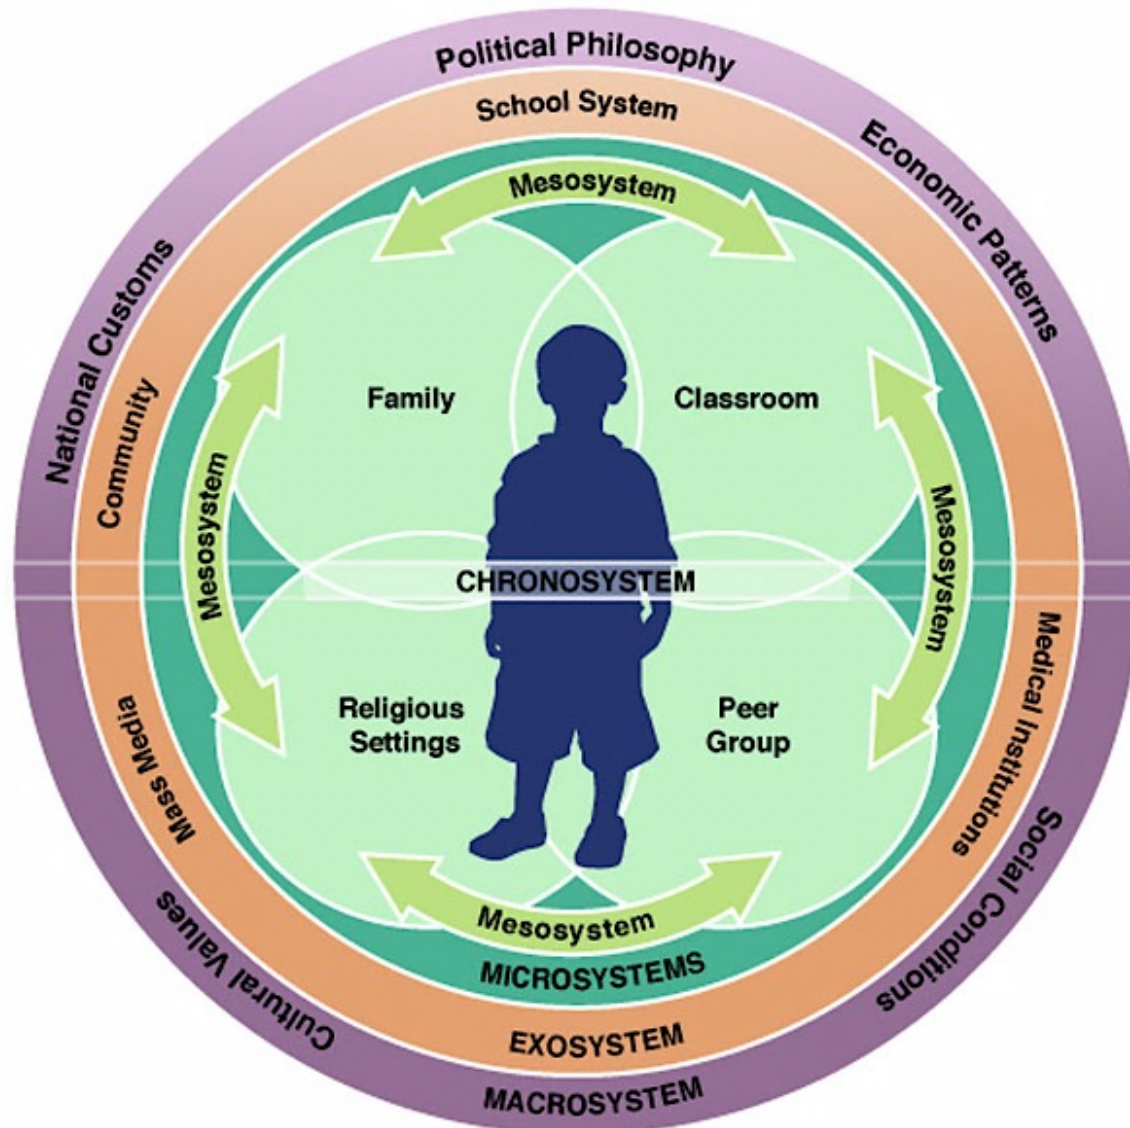 Political Philosophy
School System
Economic Patterns
Mesosystem
National Customs
Community
Family
Classroom
Mesosystem
Mesosystem
CHRONOSYSTEM
Religious
Settings
Peer
Group
Mass Media
Medical Institutions
Cultural Values
Social Conditions
Mesosystem
MICROSYSTEMS
EXOSYSTEM
MACROSYSTEM